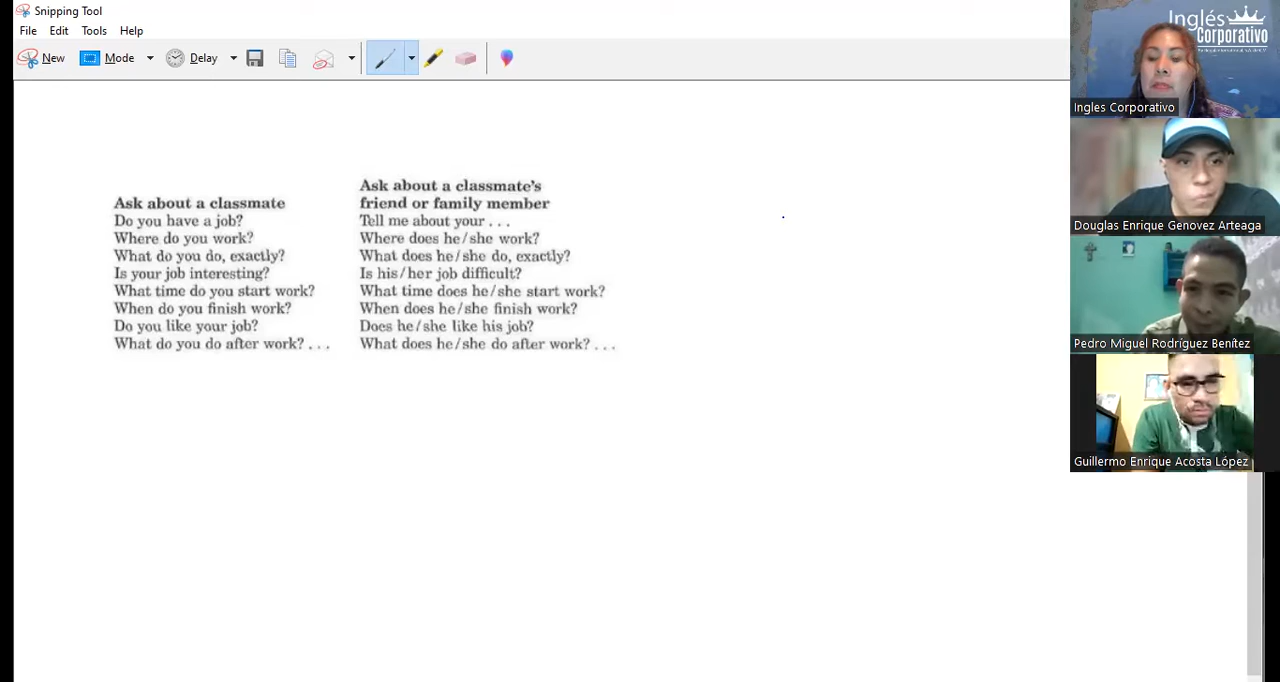 Snipping Tool
File Edit Tools Help
New Mode Delay
Ask about a classmate
Do you have a job?
Where do you work?
What do you do, exactly?
Is your job interesting?
What time do you start work?
When do you finish work?
Do you like your job?
What do you do after work? . . .
Ask about a classmate's
friend or family member
Tell me about your . . .
Where does he/she work?
What does he/she do, exactly?
Is his/her job difficult?
What time does he/she start work?
When does he/she finish work?
Does he/she like his job?
What does he/she do after work? . . .
Inglés
Corporativo
Ingles Corporativo
Douglas Enrique Genovez Arteaga
Pedro Miguel Rodríguez Benítez
Guillermo Enrique Acosta López